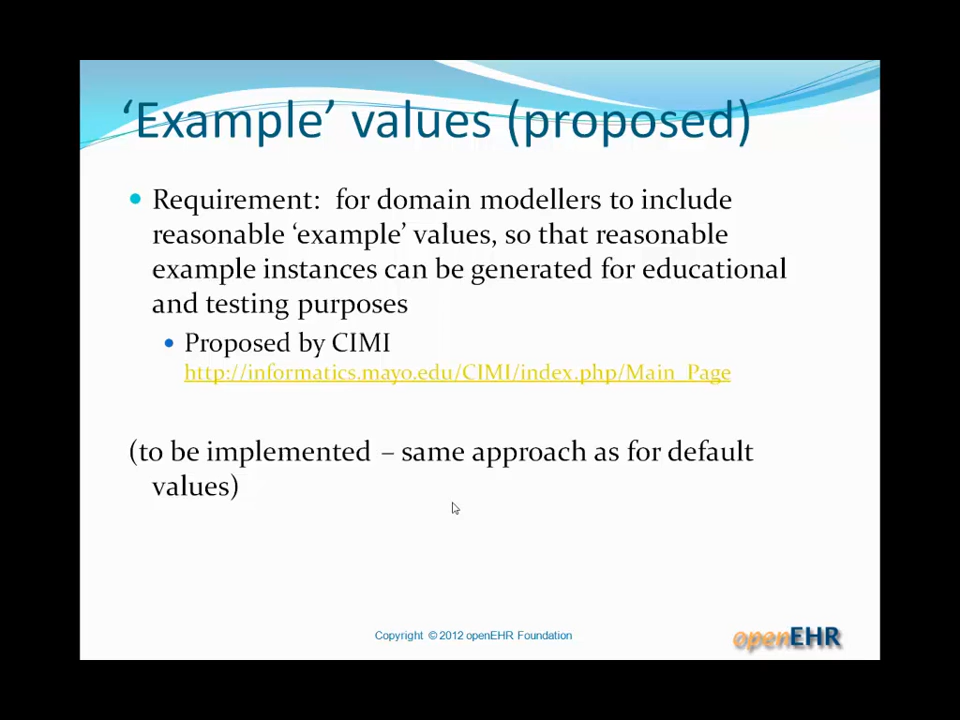 ‘Example’ values (proposed)
Requirement:  for domain modellers to include
reasonable ‘example’ values, so that reasonable
example instances can be generated for educational
and testing purposes
Proposed by CIMI
http://informatics.mayo.edu/CIMI/index.php/Main_Page
(to be implemented – same approach as for default
values)
Copyright © 2012 openEHR Foundation
openEHR